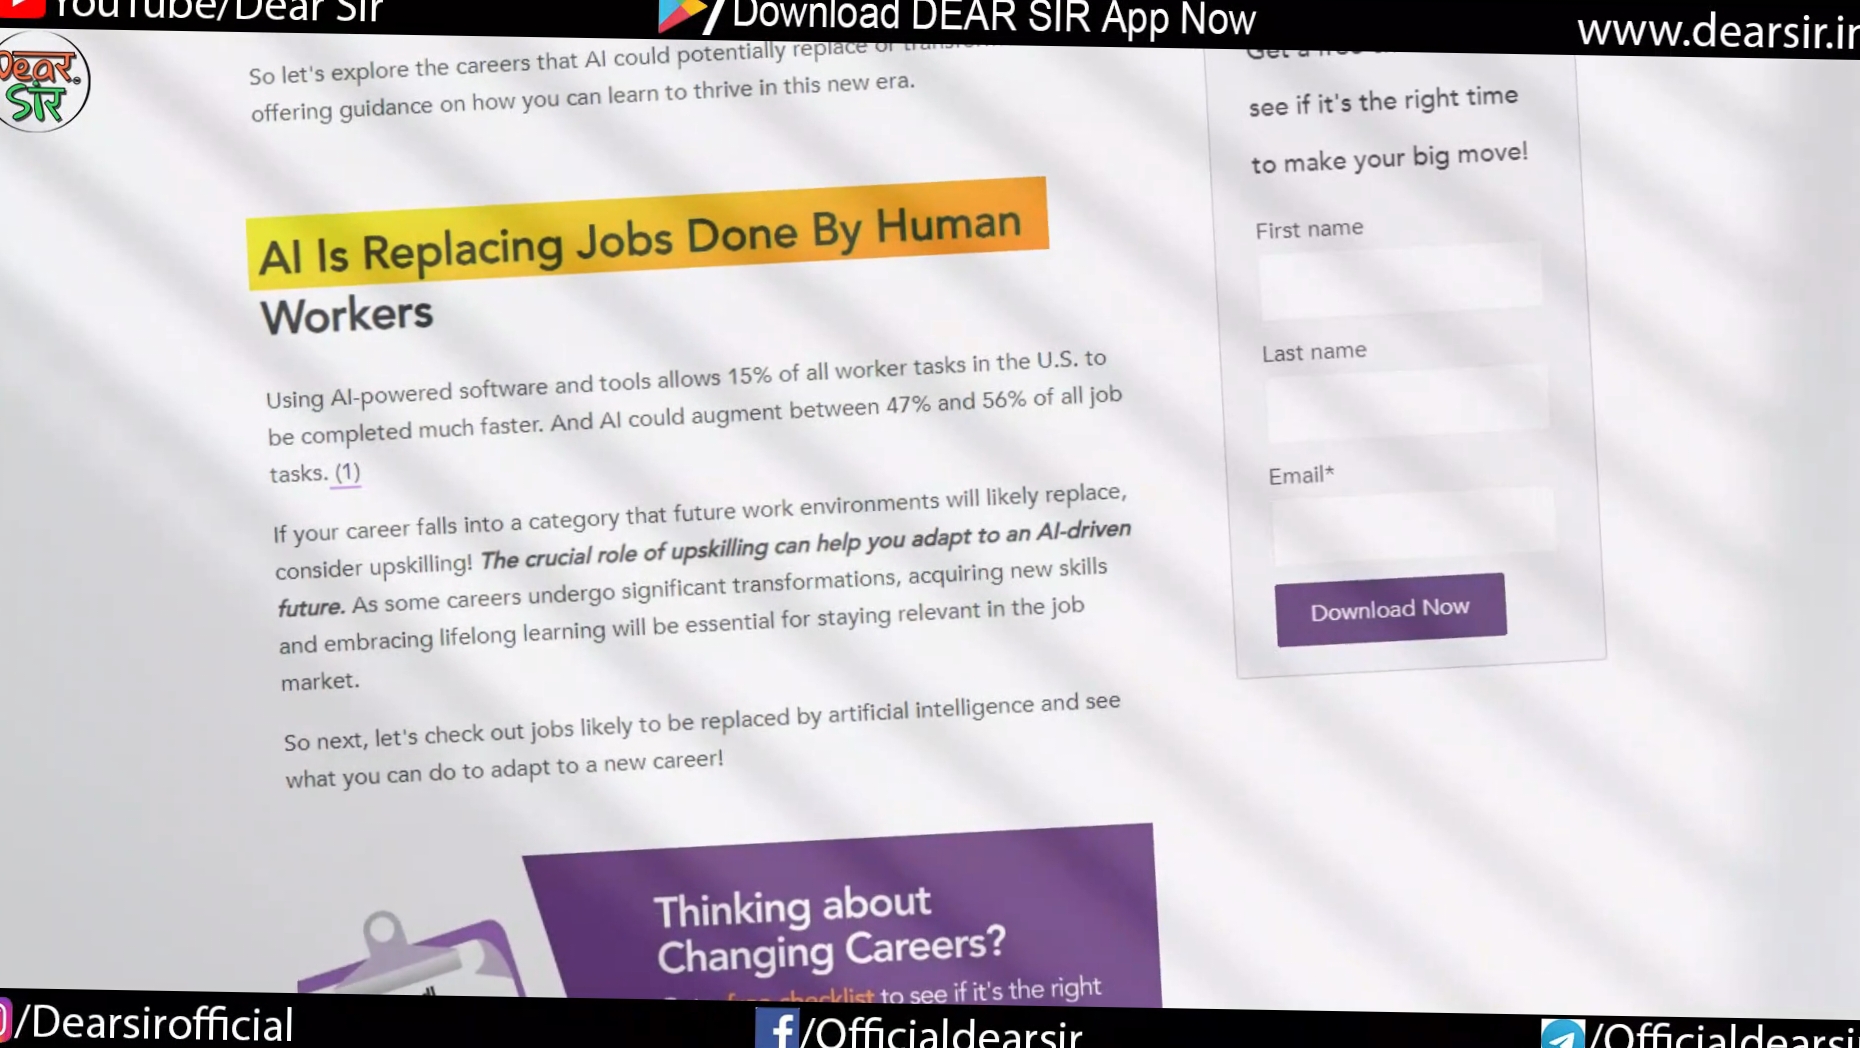 YouTube/Dear Sir
Download DEAR SIR App Now
www.dearsir.in
Dear
SIR
So let's explore the careers that AI could potentially replace or
offering guidance on how you can learn to thrive in this new era.
AI Is Replacing Jobs Done By Human
Workers
Using AI-powered software and tools allows 15% of all worker tasks in the U.S. to
be completed much faster. And AI could augment between 47% and 56% of all job
tasks. (1)
If your career falls into a category that future work environments will likely replace,
consider upskilling! The crucial role of upskilling can help you adapt to an AI-driven
future. As some careers undergo significant transformations, acquiring new skills
and embracing lifelong learning will be essential for staying relevant in the job
market.
So next, let's check out jobs likely to be replaced by artificial intelligence and see
what you can do to adapt to a new career!
Get a free
see if it's the right time
to make your big move!
First name
Last name
Email*
Download Now
Thinking about
Changing Careers?
free checklist to see if it's the right
/Dearsirofficial
/Officialdearsir
/Officialdearsir